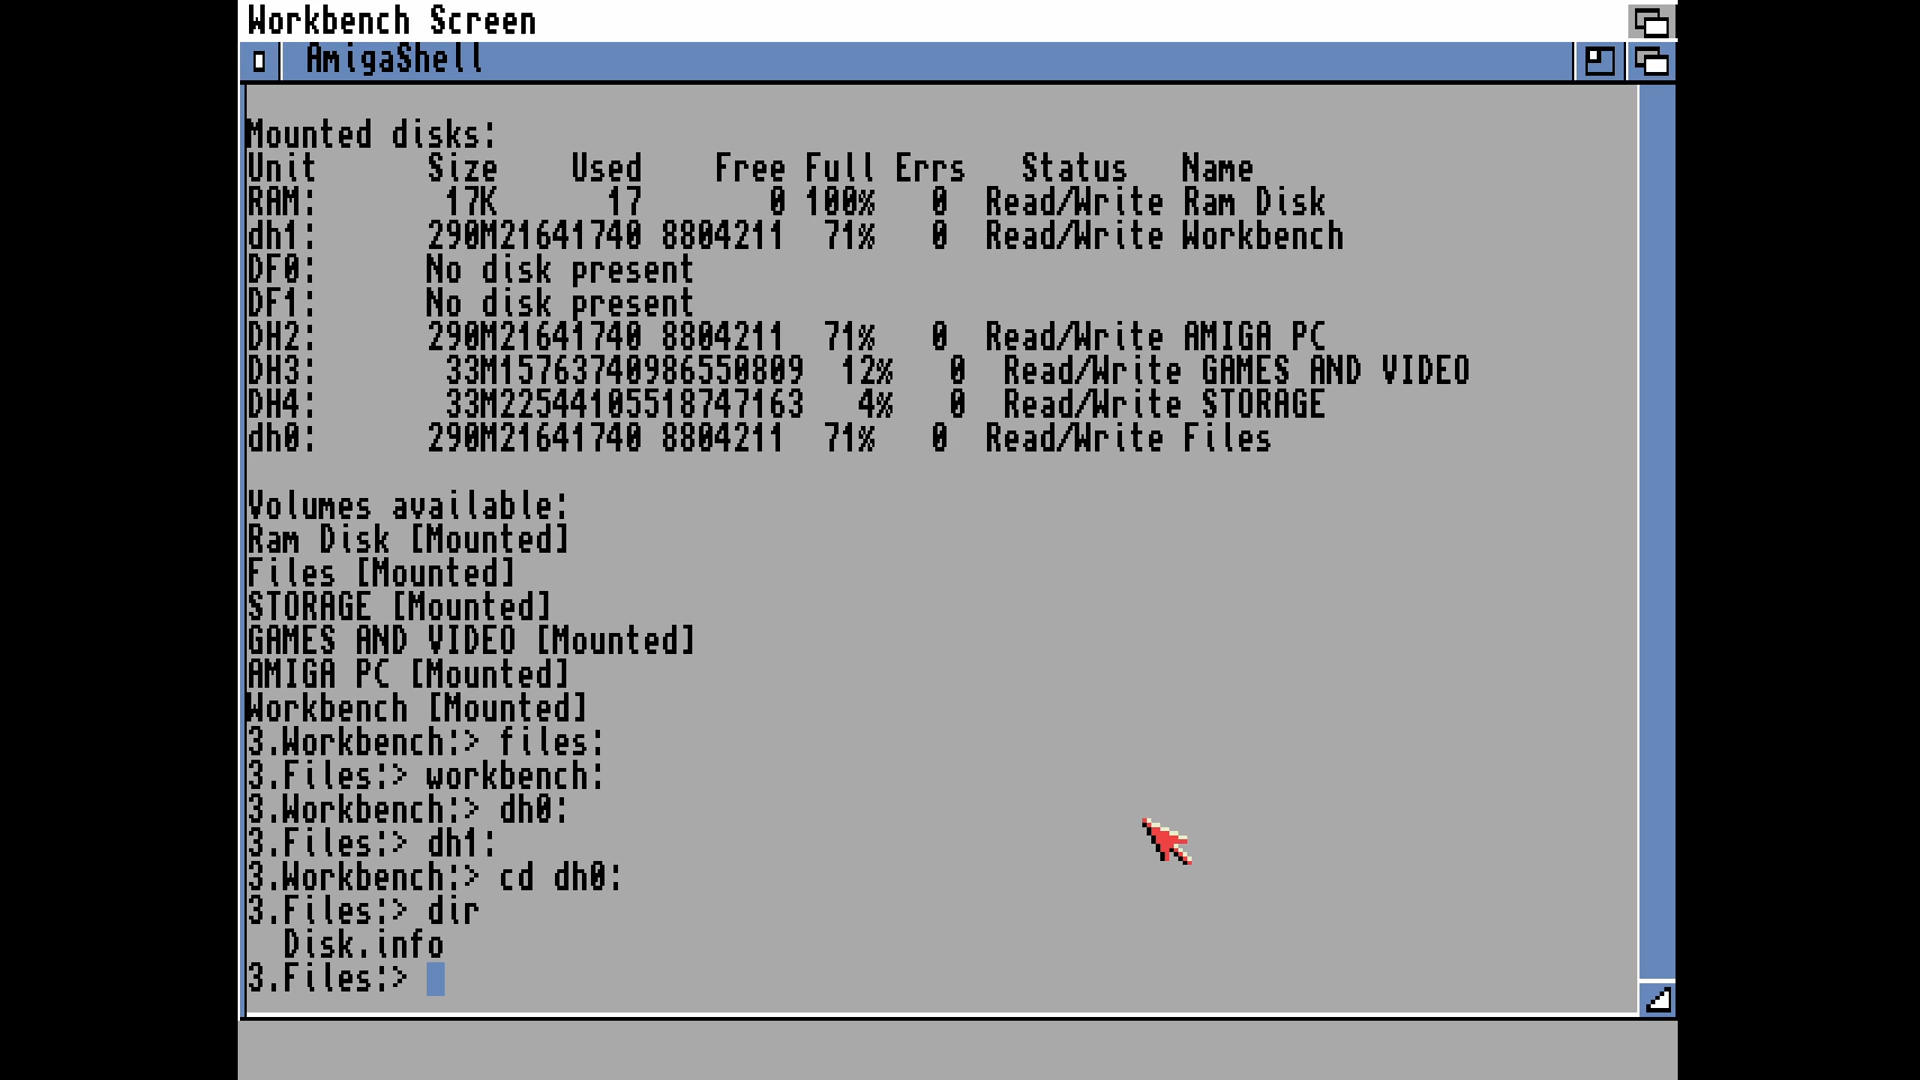 Workbench Screen
AmigaShell
Mounted disks:
Unit      Size    Used    Free Full Errs   Status   Name
RAM:       17K      17       0 100%   0  Read/Write Ram Disk
dh1:      290M21641740 8804211  71%   0  Read/Write Workbench
DF0:      No disk present
DF1:      No disk present
DH2:      290M21641740 8804211  71%   0  Read/Write AMIGA PC
DH3:       33M15763740986550809  12%   0  Read/Write GAMES AND VIDEO
DH4:       33M22544105518747163   4%   0  Read/Write STORAGE
dh0:      290M21641740 8804211  71%   0  Read/Write Files
Volumes available:
Ram Disk [Mounted]
Files [Mounted]
STORAGE [Mounted]
GAMES AND VIDEO [Mounted]
AMIGA PC [Mounted]
Workbench [Mounted]
3.Workbench:> files:
3.Files:> workbench:
3.Workbench:> dh0:
3.Files:> dh1:
3.Workbench:> cd dh0:
3.Files:> dir
  Disk.info
3.Files:>